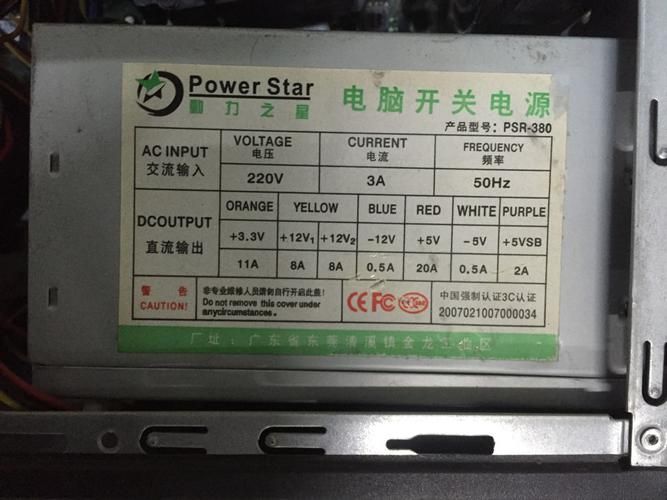 Power Star
動力之星
电脑开关电源
产品型号: PSR-380
AC INPUT
交流输入
VOLTAGE
电压
CURRENT
电流
FREQUENCY
频率
220V
3A
50Hz
DCOUTPUT
直流输出
ORANGE YELLOW BLUE RED WHITE PURPLE
+3.3V +12V₁ +12V₂ -12V +5V -5V +5VSB
11A 8A 8A 0.5A 20A 0.5A 2A
警告
CAUTION!
非专业维修人员请勿自行开启此盖!
Do not remove this cover under
anycircumstances.
CE FC CCC
中国强制认证3C认证
2007021007000034
厂址: 广东省东莞清溪镇金龙工业区